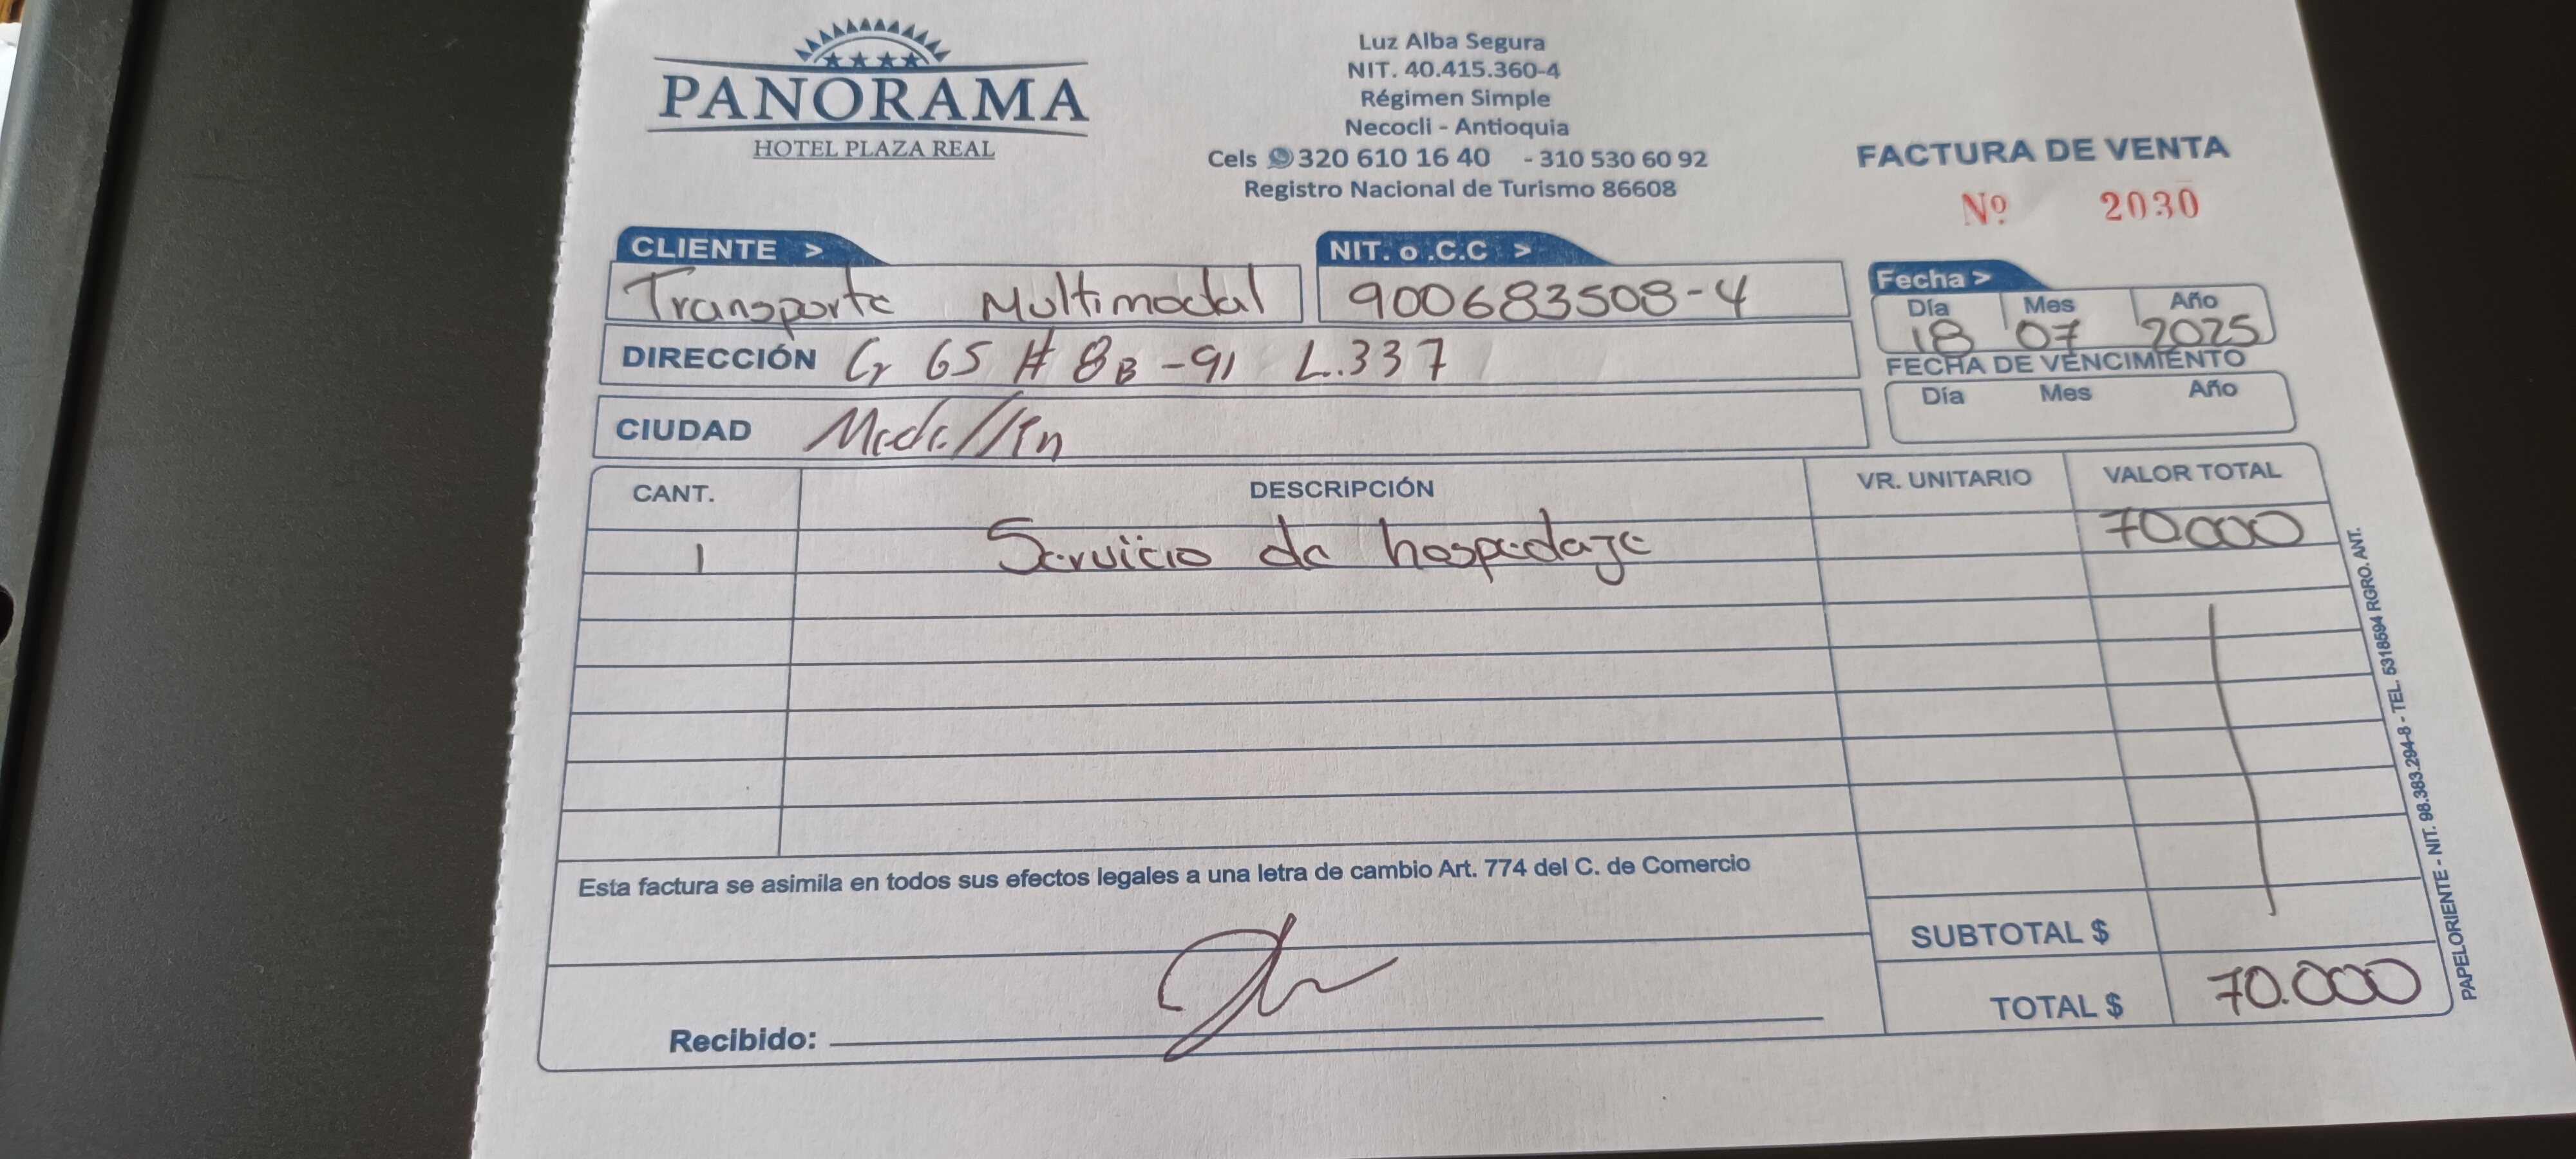 PANORAMA
HOTEL PLAZA REAL
Luz Alba Segura
NIT. 40.415.360-4
Régimen Simple
Necocli - Antioquia
Cels 320 610 16 40 - 310 530 60 92
Registro Nacional de Turismo 86608
FACTURA DE VENTA
Nº 2030
CLIENTE >
Transporte Multimodal
NIT. o .C.C >
900683508-4
Fecha >
Día Mes Año
18 07 2025
DIRECCIÓN Cr 65 # 8B -91 L.337
FECHA DE VENCIMIENTO
Día Mes Año
CIUDAD Medellin
CANT. DESCRIPCIÓN VR. UNITARIO VALOR TOTAL
1 Servicio de hospedaje 70.000
Esta factura se asimila en todos sus efectos legales a una letra de cambio Art. 774 del C. de Comercio
SUBTOTAL $
TOTAL $ 70.000
Recibido:
PAPELORIENTE - NIT. 98.383.294-8 - TEL. 5318594 RGRO. ANT.